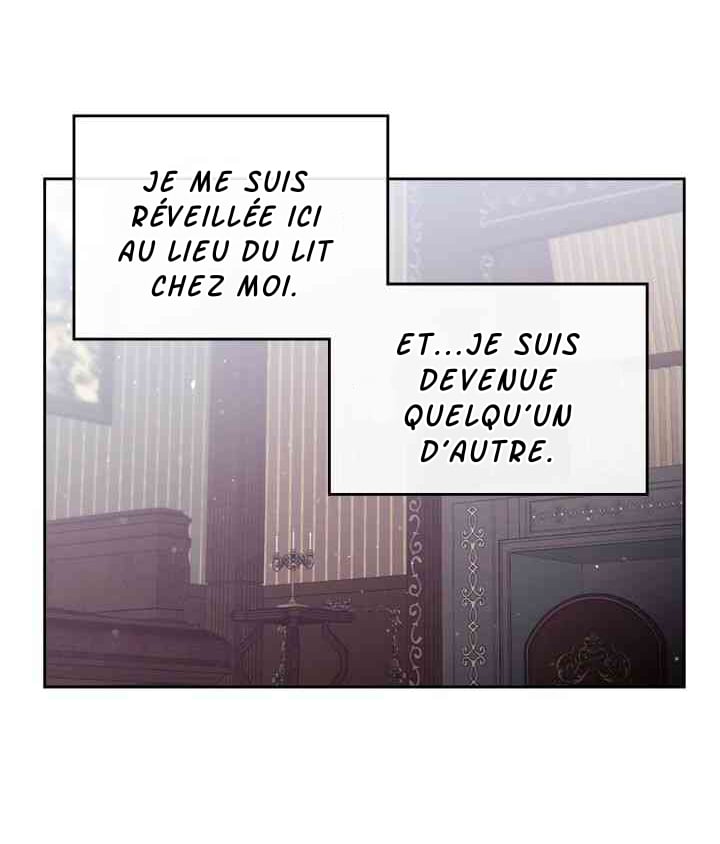 JE ME SUIS
RÉVEILLÉE ICI
AU LIEU DU LIT
CHEZ MOI.
ET...JE SUIS
DEVENUE
QUELQU'UN
D'AUTRE.